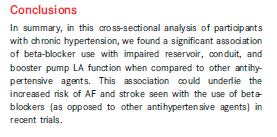 Conclusions
In summary, in this cross-sectional analysis of participants
with chronic hypertension, we found a significant association
of beta-blocker use with impaired reservoir, conduit, and
booster pump LA function when compared to other antihy-
pertensive agents. This association could underlie the
increased risk of AF and stroke seen with the use of beta-
blockers (as opposed to other antihypertensive agents) in
recent trials.